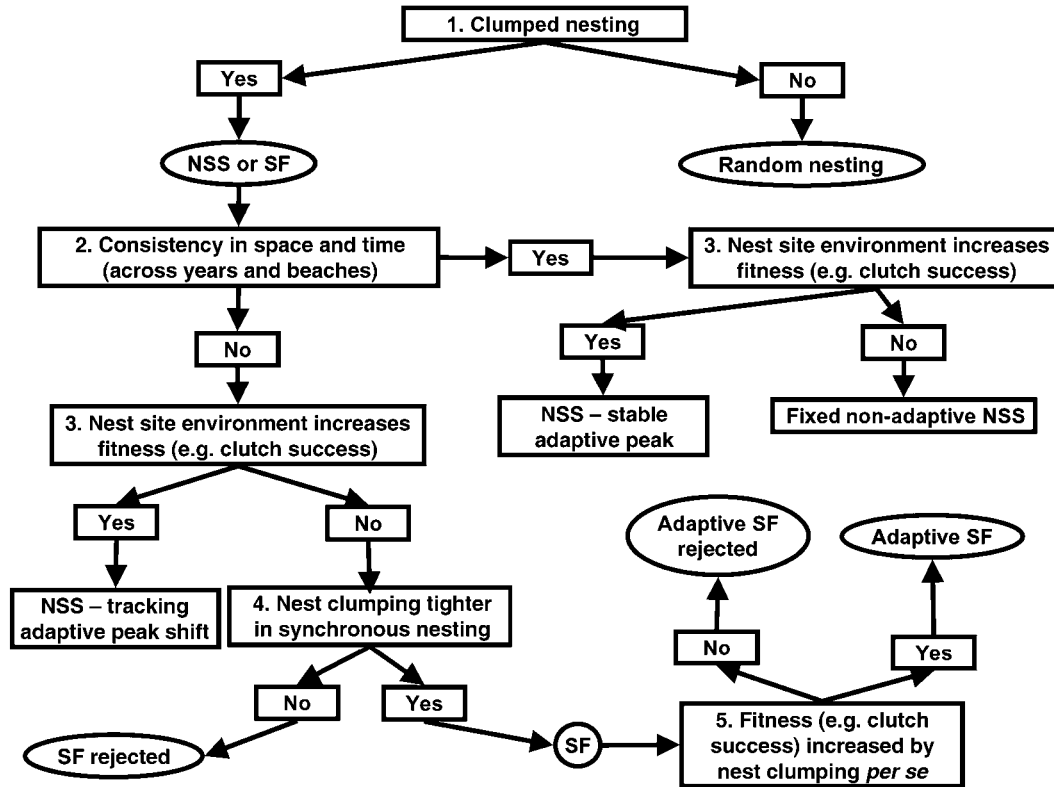 1. Clumped nesting
Yes
No
NSS or SF
Random nesting
2. Consistency in space and time
(across years and beaches)
Yes
3. Nest site environment increases
fitness (e.g. clutch success)
No
Yes
No
3. Nest site environment increases
fitness (e.g. clutch success)
NSS – stable
adaptive peak
Fixed non-adaptive NSS
Yes
No
Adaptive SF
rejected
Adaptive SF
NSS – tracking
adaptive peak shift
4. Nest clumping tighter
in synchronous nesting
No
Yes
No
Yes
SF rejected
SF
5. Fitness (e.g. clutch
success) increased by
nest clumping per se